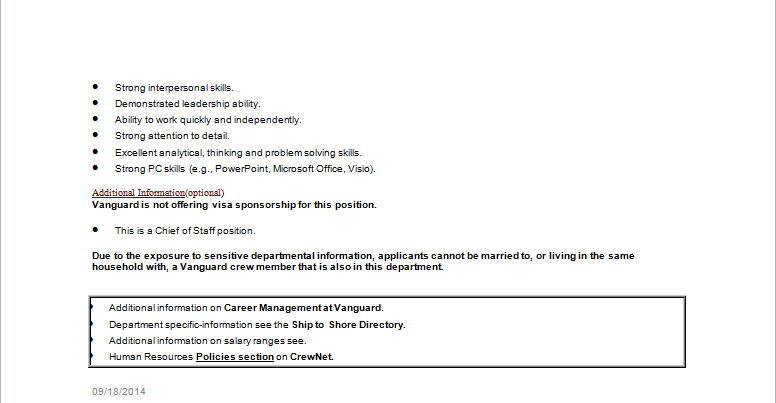 • Strong interpersonal skills.
• Demonstrated leadership ability.
• Ability to work quickly and independently.
• Strong attention to detail.
• Excellent analytical, thinking and problem solving skills.
• Strong PC skills (e.g., PowerPoint, Microsoft Office, Visio).
Additional Information(optional)
Vanguard is not offering visa sponsorship for this position.
• This is a Chief of Staff position.
Due to the exposure to sensitive departmental information, applicants cannot be married to, or living in the same
household with, a Vanguard crew member that is also in this department.
• Additional information on Career Management at Vanguard.
• Department specific-information see the Ship to Shore Directory.
• Additional information on salary ranges see.
• Human Resources Policies section on CrewNet.
09/18/2014